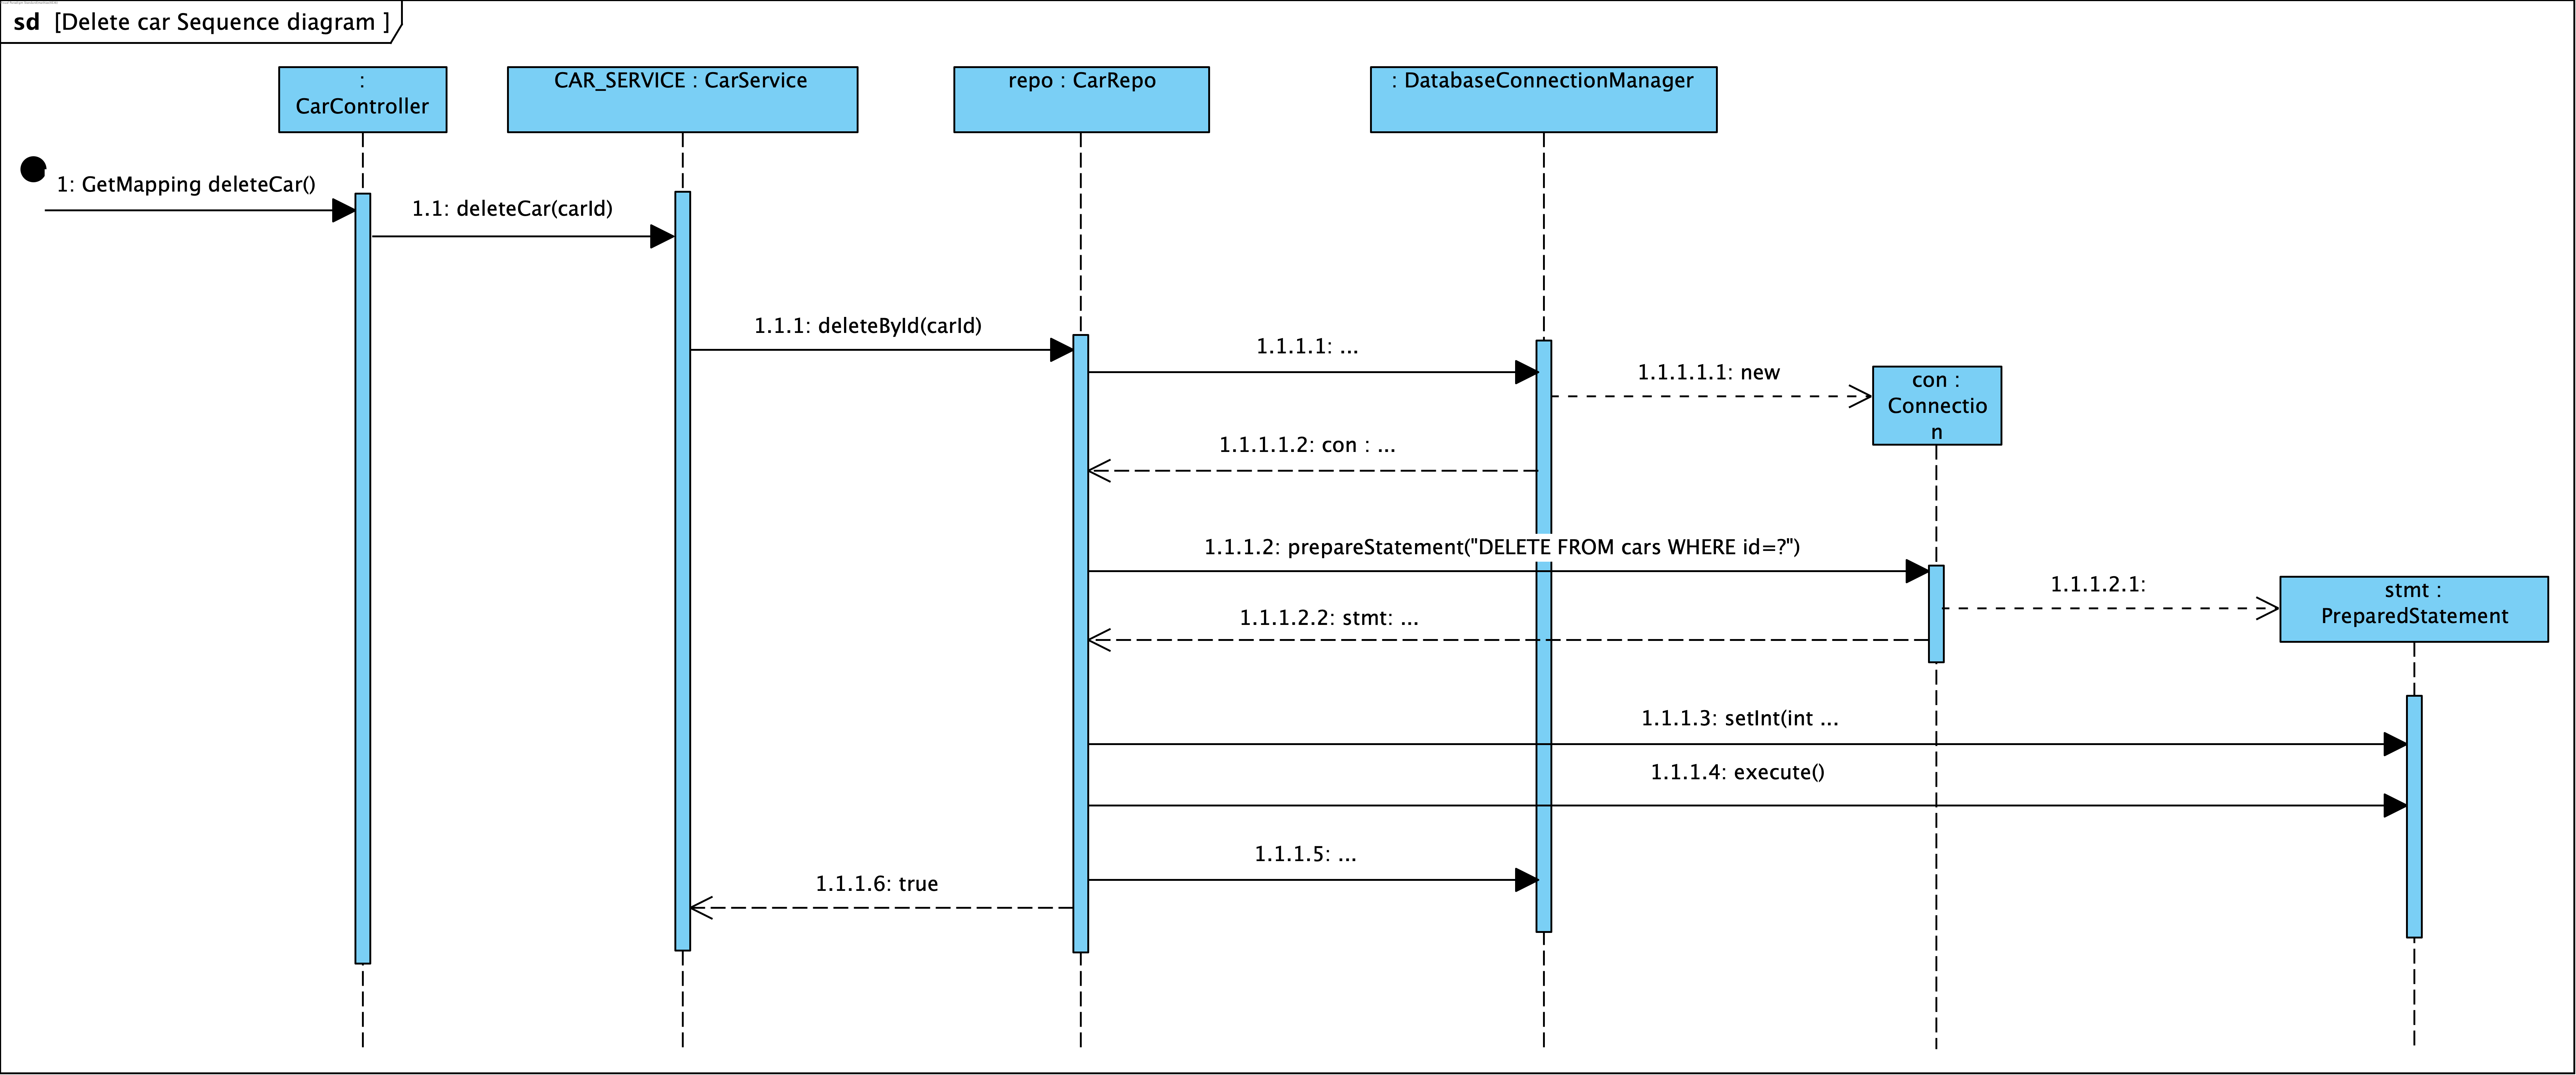 sd [Delete car Sequence diagram ]
:
CarController
CAR_SERVICE : CarService
repo : CarRepo
: DatabaseConnectionManager
1: GetMapping deleteCar()
1.1: deleteCar(carId)
1.1.1: deleteById(carId)
1.1.1.1: ...
1.1.1.1.1: new
con :
Connectio
n
1.1.1.1.2: con : ...
1.1.1.2: prepareStatement("DELETE FROM cars WHERE id=?")
1.1.1.2.1:
stmt :
PreparedStatement
1.1.1.2.2: stmt: ...
1.1.1.3: setInt(int ...
1.1.1.4: execute()
1.1.1.5: ...
1.1.1.6: true